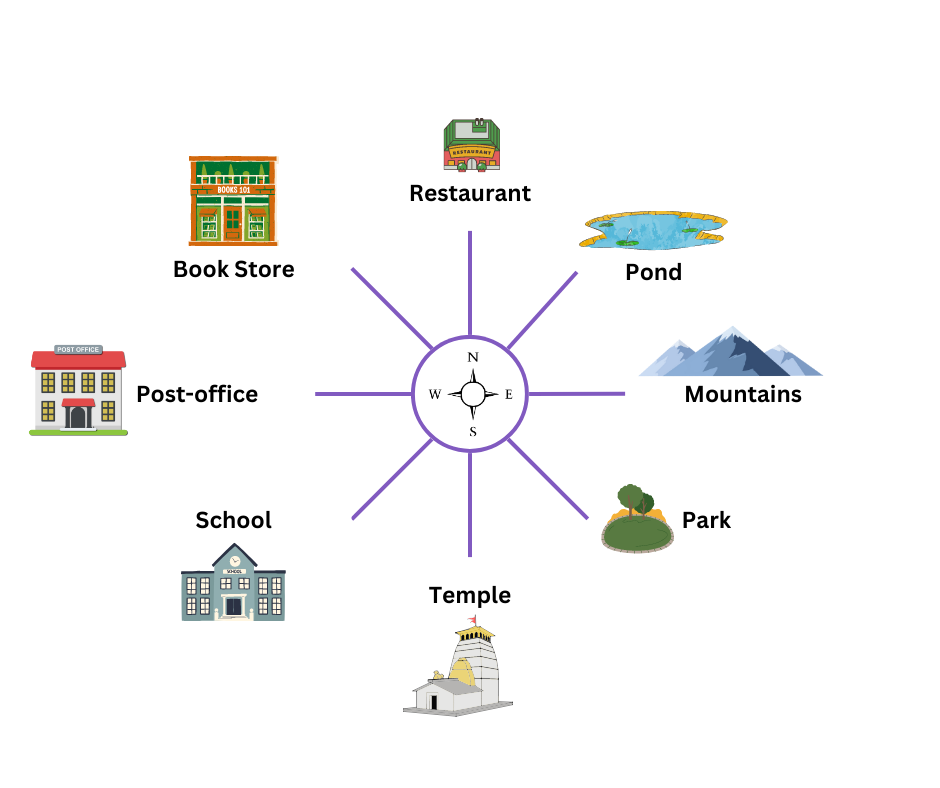 RESTAURANT
Restaurant
BOOKS 101
Book Store
Pond
POST OFFICE
Post-office
N
W E
S
Mountains
School
SCHOOL
Park
Temple